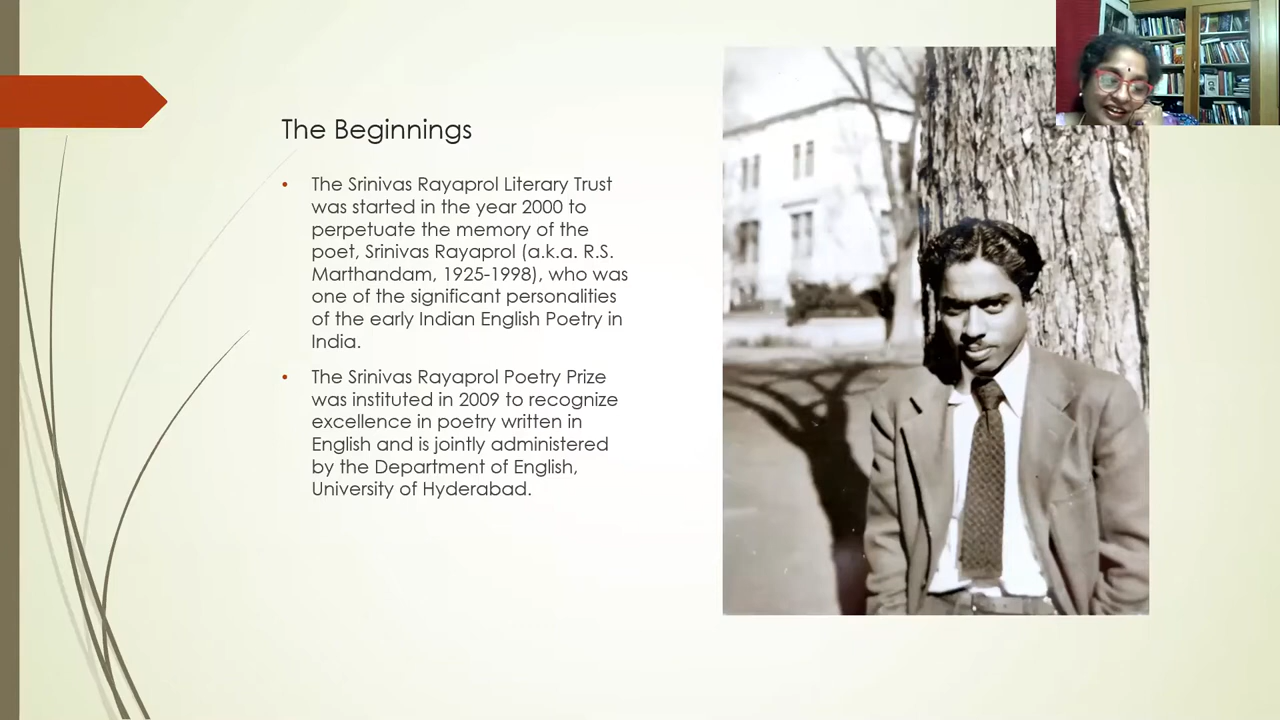 The Beginnings
• The Srinivas Rayaprol Literary Trust
was started in the year 2000 to
perpetuate the memory of the
poet, Srinivas Rayaprol (a.k.a. R.S.
Marthandam, 1925-1998), who was
one of the significant personalities
of the early Indian English Poetry in
India.
• The Srinivas Rayaprol Poetry Prize
was instituted in 2009 to recognize
excellence in poetry written in
English and is jointly administered
by the Department of English,
University of Hyderabad.